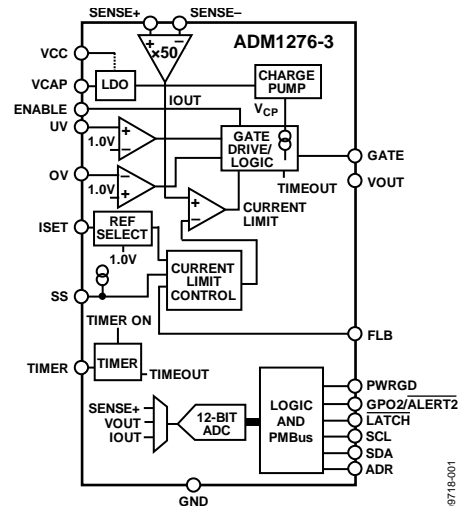 SENSE+ SENSE–
ADM1276-3
+ –
×50
VCC
VCAP
LDO
CHARGE
PUMP
IOUT
VCP
ENABLE
UV
+
1.0V –
GATE
DRIVE/
LOGIC
GATE
OV
–
1.0V +
TIMEOUT
VOUT
+
–
CURRENT
LIMIT
ISET
REF
SELECT
1.0V
CURRENT
LIMIT
CONTROL
SS
TIMER ON
FLB
TIMER
TIMER
TIMEOUT
SENSE+
VOUT
IOUT
12-BIT
ADC
LOGIC
AND
PMBus
PWRGD
GPO2/ALERT2
LATCH
SCL
SDA
ADR
GND
09718-001